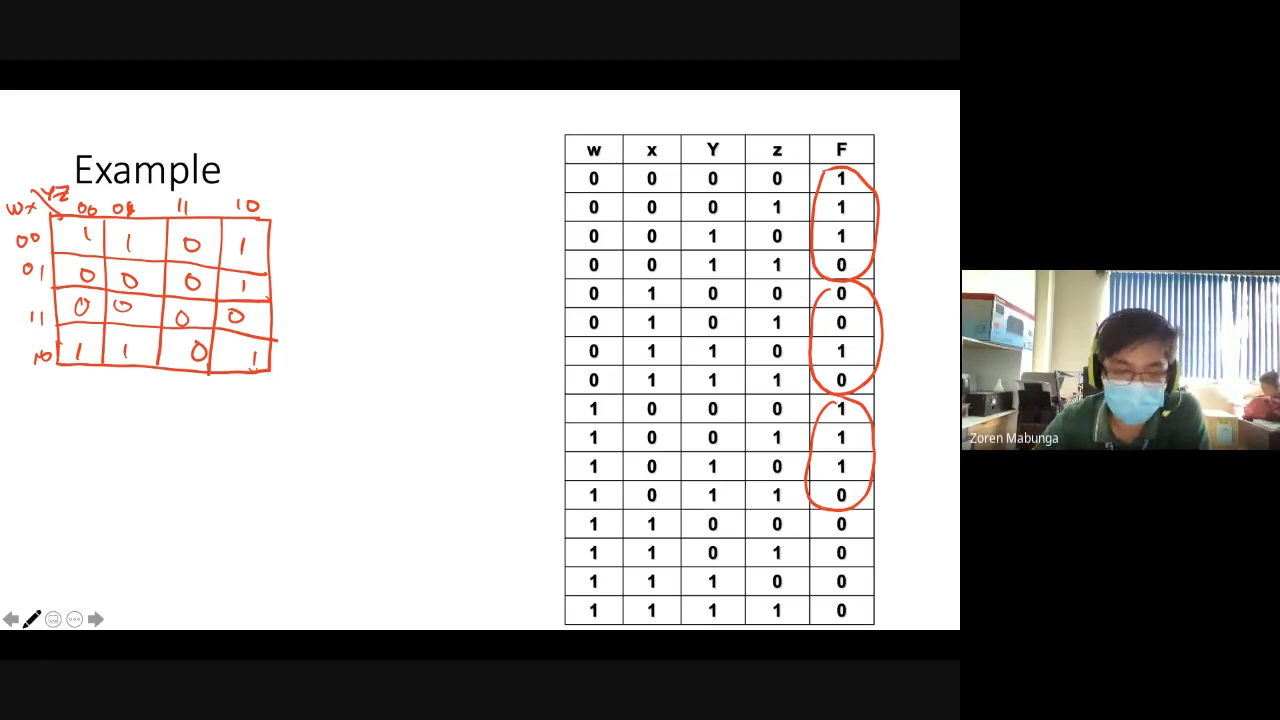 Example
YZ
wx 00 01 11 10
00 1 1 0 1
01 0 0 0 1
11 0 0 0 0
10 1 1 0 1
w x Y z F
0 0 0 0 1
0 0 0 1 1
0 0 1 0 1
0 0 1 1 0
0 1 0 0 0
0 1 0 1 0
0 1 1 0 1
0 1 1 1 0
1 0 0 0 1
1 0 0 1 1
1 0 1 0 1
1 0 1 1 0
1 1 0 0 0
1 1 0 1 0
1 1 1 0 0
1 1 1 1 0
Zoren Mabunga